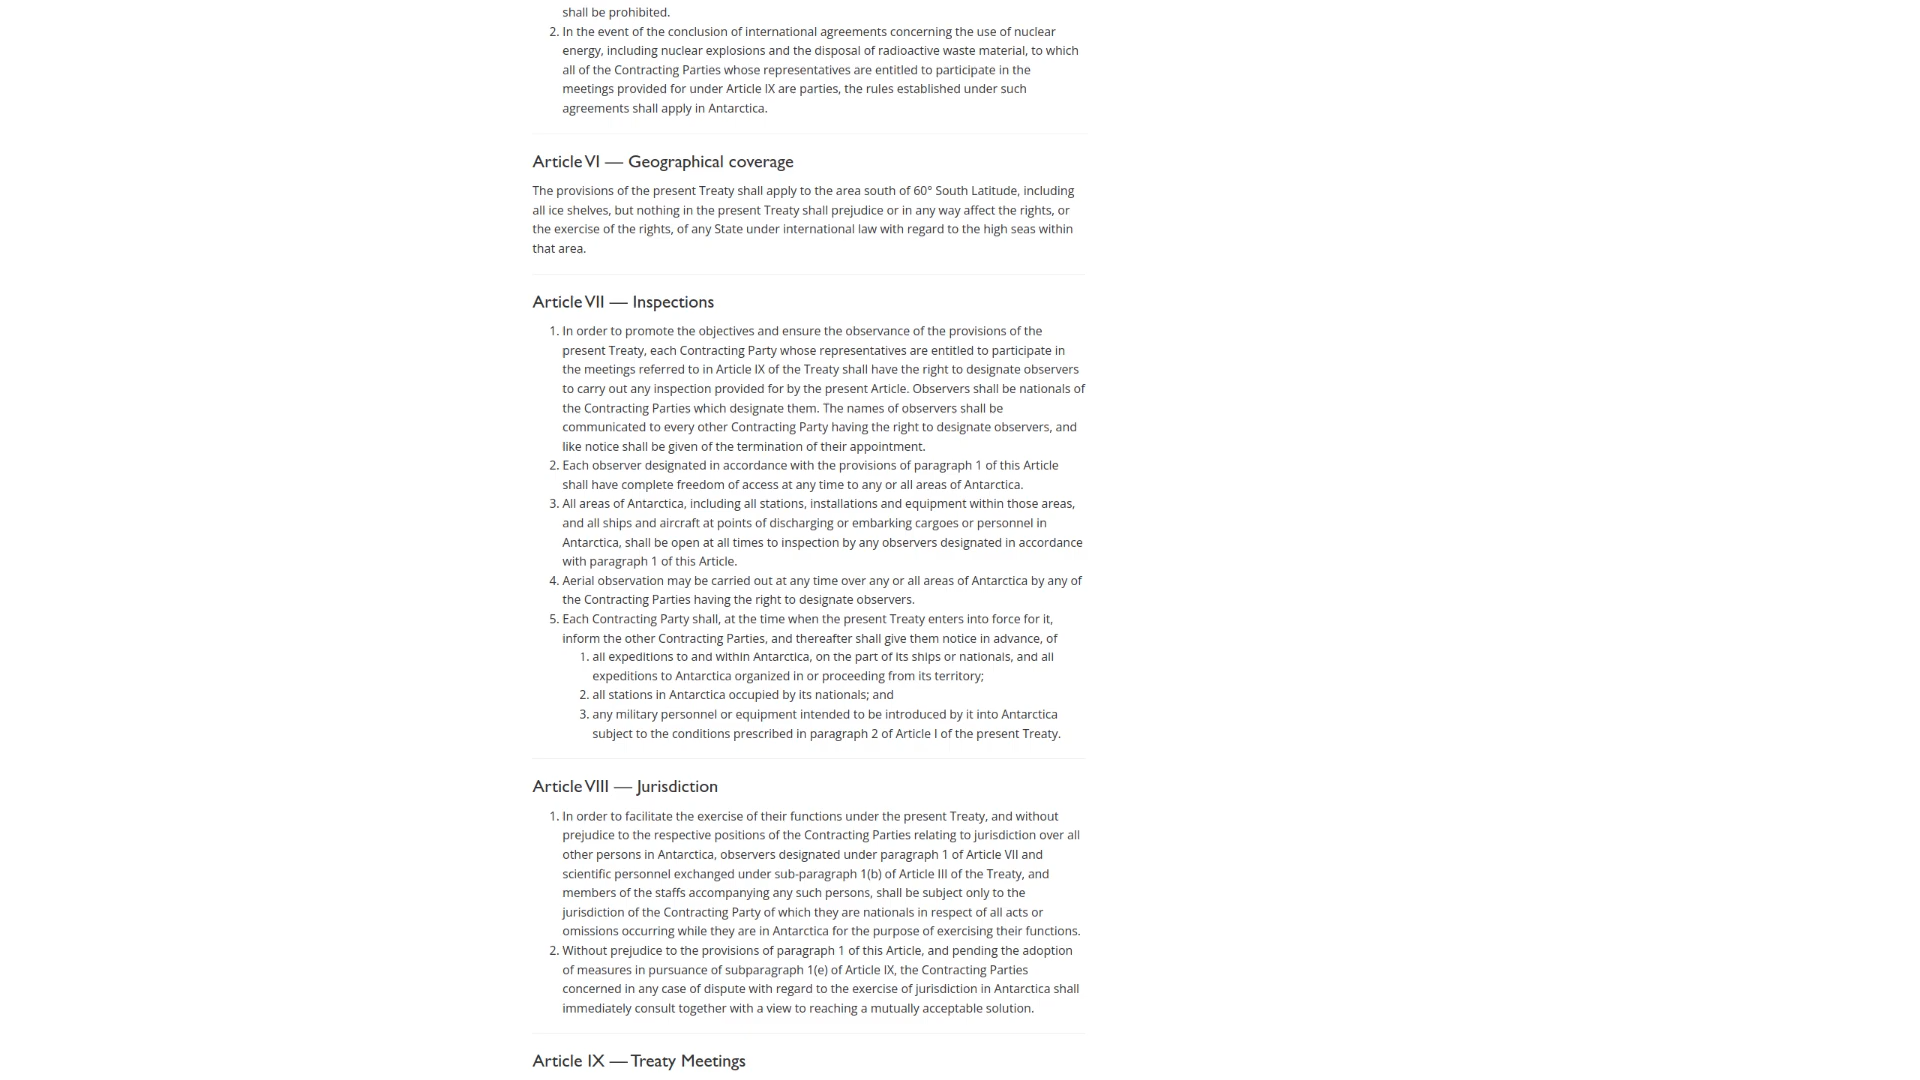 shall be prohibited.
2. In the event of the conclusion of international agreements concerning the use of nuclear
energy, including nuclear explosions and the disposal of radioactive waste material, to which
all of the Contracting Parties whose representatives are entitled to participate in the
meetings provided for under Article IX are parties, the rules established under such
agreements shall apply in Antarctica.
Article VI — Geographical coverage
The provisions of the present Treaty shall apply to the area south of 60° South Latitude, including
all ice shelves, but nothing in the present Treaty shall prejudice or in any way affect the rights, or
the exercise of the rights, of any State under international law with regard to the high seas within
that area.
Article VII — Inspections
1. In order to promote the objectives and ensure the observance of the provisions of the
present Treaty, each Contracting Party whose representatives are entitled to participate in
the meetings referred to in Article IX of the Treaty shall have the right to designate observers
to carry out any inspection provided for by the present Article. Observers shall be nationals of
the Contracting Parties which designate them. The names of observers shall be
communicated to every other Contracting Party having the right to designate observers, and
like notice shall be given of the termination of their appointment.
2. Each observer designated in accordance with the provisions of paragraph 1 of this Article
shall have complete freedom of access at any time to any or all areas of Antarctica.
3. All areas of Antarctica, including all stations, installations and equipment within those areas,
and all ships and aircraft at points of discharging or embarking cargoes or personnel in
Antarctica, shall be open at all times to inspection by any observers designated in accordance
with paragraph 1 of this Article.
4. Aerial observation may be carried out at any time over any or all areas of Antarctica by any of
the Contracting Parties having the right to designate observers.
5. Each Contracting Party shall, at the time when the present Treaty enters into force for it,
inform the other Contracting Parties, and thereafter shall give them notice in advance, of
1. all expeditions to and within Antarctica, on the part of its ships or nationals, and all
expeditions to Antarctica organized in or proceeding from its territory;
2. all stations in Antarctica occupied by its nationals; and
3. any military personnel or equipment intended to be introduced by it into Antarctica
subject to the conditions prescribed in paragraph 2 of Article I of the present Treaty.
Article VIII — Jurisdiction
1. In order to facilitate the exercise of their functions under the present Treaty, and without
prejudice to the respective positions of the Contracting Parties relating to jurisdiction over all
other persons in Antarctica, observers designated under paragraph 1 of Article VII and
scientific personnel exchanged under sub-paragraph 1(b) of Article III of the Treaty, and
members of the staffs accompanying any such persons, shall be subject only to the
jurisdiction of the Contracting Party of which they are nationals in respect of all acts or
omissions occurring while they are in Antarctica for the purpose of exercising their functions.
2. Without prejudice to the provisions of paragraph 1 of this Article, and pending the adoption
of measures in pursuance of subparagraph 1(e) of Article IX, the Contracting Parties
concerned in any case of dispute with regard to the exercise of jurisdiction in Antarctica shall
immediately consult together with a view to reaching a mutually acceptable solution.
Article IX — Treaty Meetings